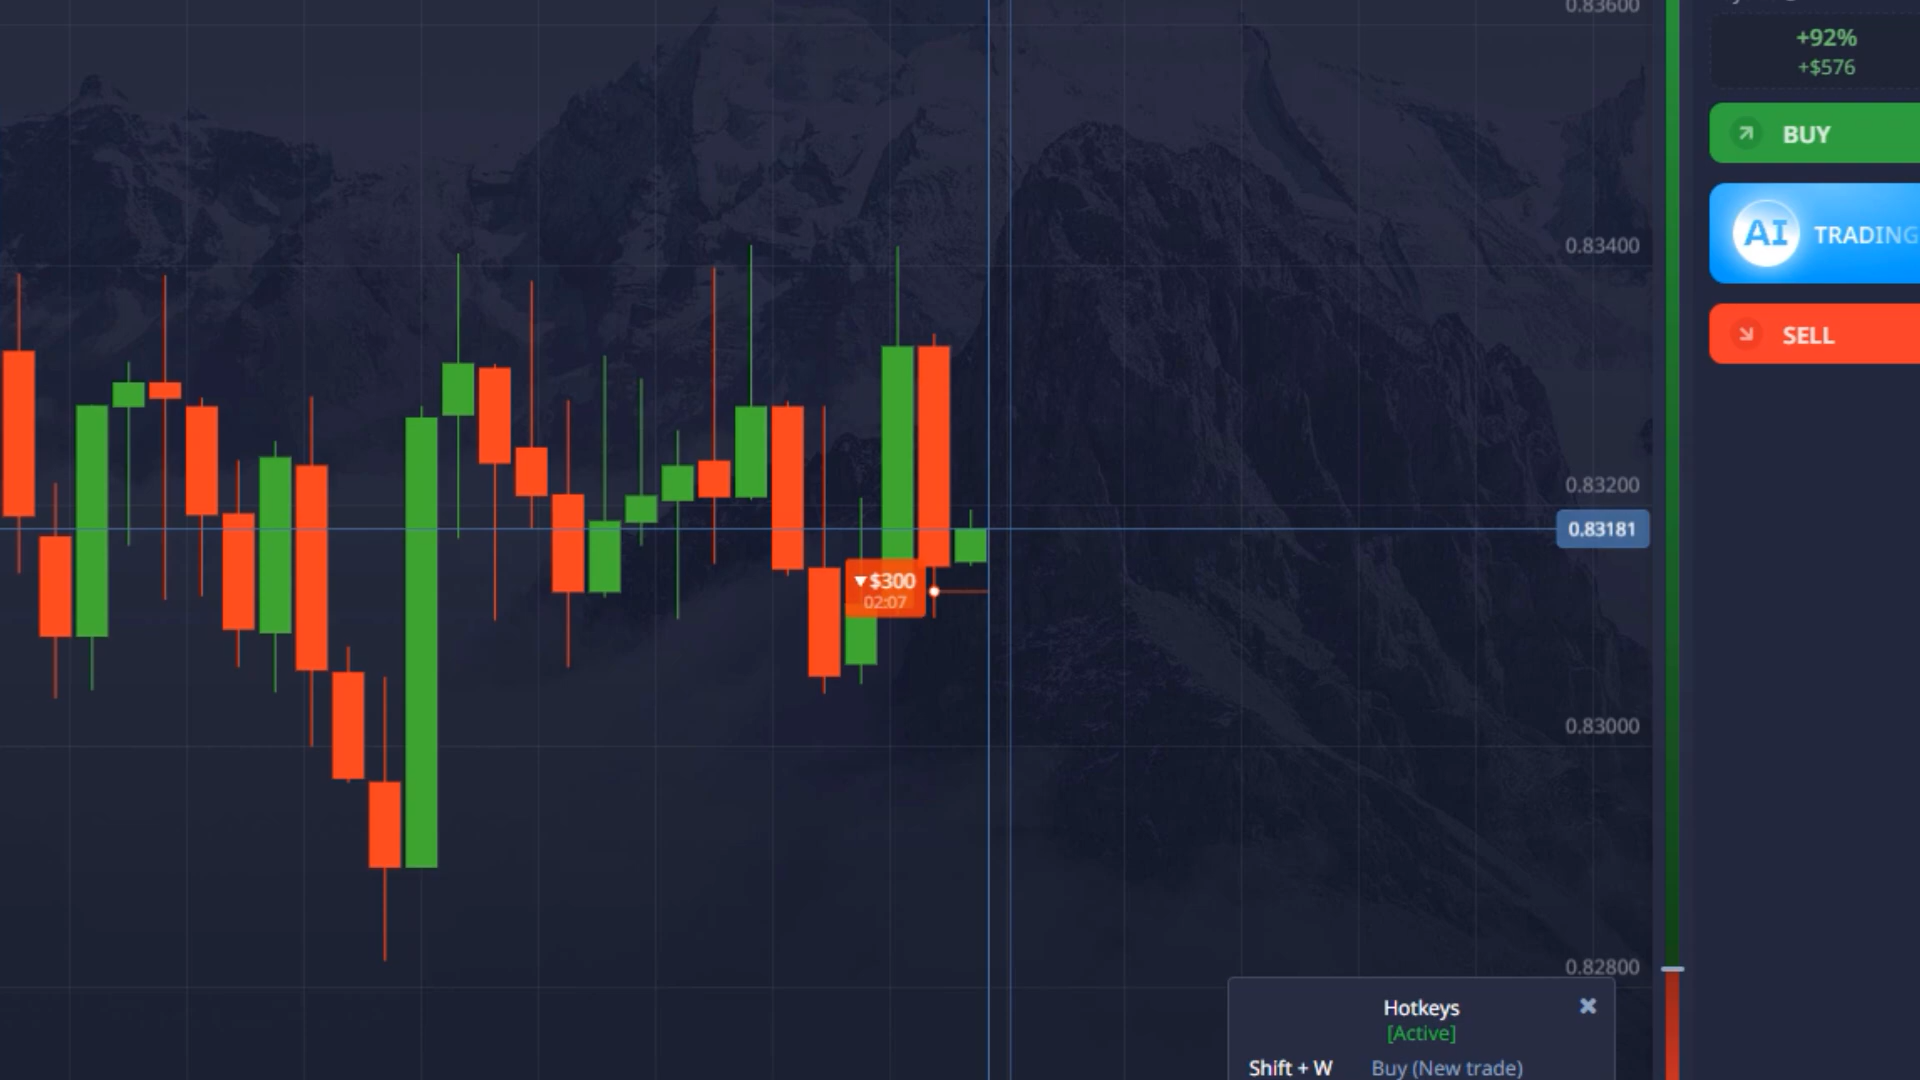 0.83600
+92%
+$576
BUY
AI TRADING
SELL
0.83400
0.83200
0.83181
▼$300
02:07
0.83000
0.82800
Hotkeys
[Active]
Shift + W Buy (New trade)